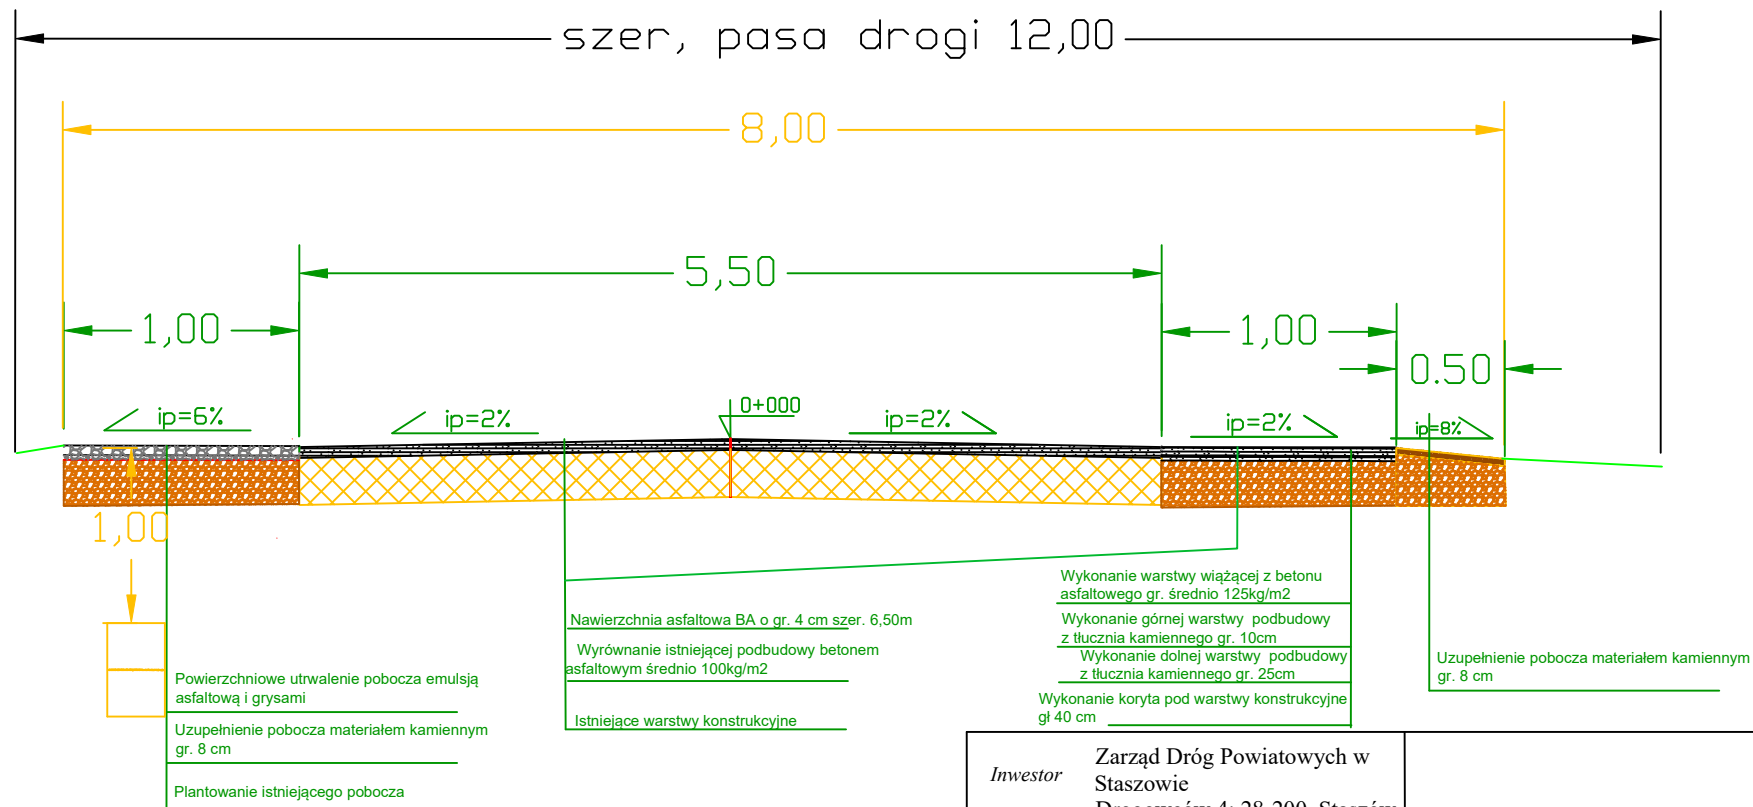 szer, pasa drogi 12,00
8,00
5,50
1,00
1,00
0.50
ip=6%
ip=2%
0+000
ip=2%
ip=2%
ip=8%
1,00
Powierzchniowe utrwalenie pobocza emulsją
asfaltową i grysami
Uzupełnienie pobocza materiałem kamiennym
gr. 8 cm
Plantowanie istniejącego pobocza
Nawierzchnia asfaltowa BA o gr. 4 cm szer. 6,50m
Wyrównanie istniejącej podbudowy betonem
asfaltowym średnio 100kg/m2
Istniejące warstwy konstrukcyjne
Wykonanie warstwy wiążącej z betonu
asfaltowego gr. średnio 125kg/m2
Wykonanie górnej warstwy podbudowy
z tłucznia kamiennego gr. 10cm
Wykonanie dolnej warstwy podbudowy
z tłucznia kamiennego gr. 25cm
Wykonanie koryta pod warstwy konstrukcyjne
gł 40 cm
Uzupełnienie pobocza materiałem kamiennym
gr. 8 cm
Inwestor
Zarząd Dróg Powiatowych w
Staszowie